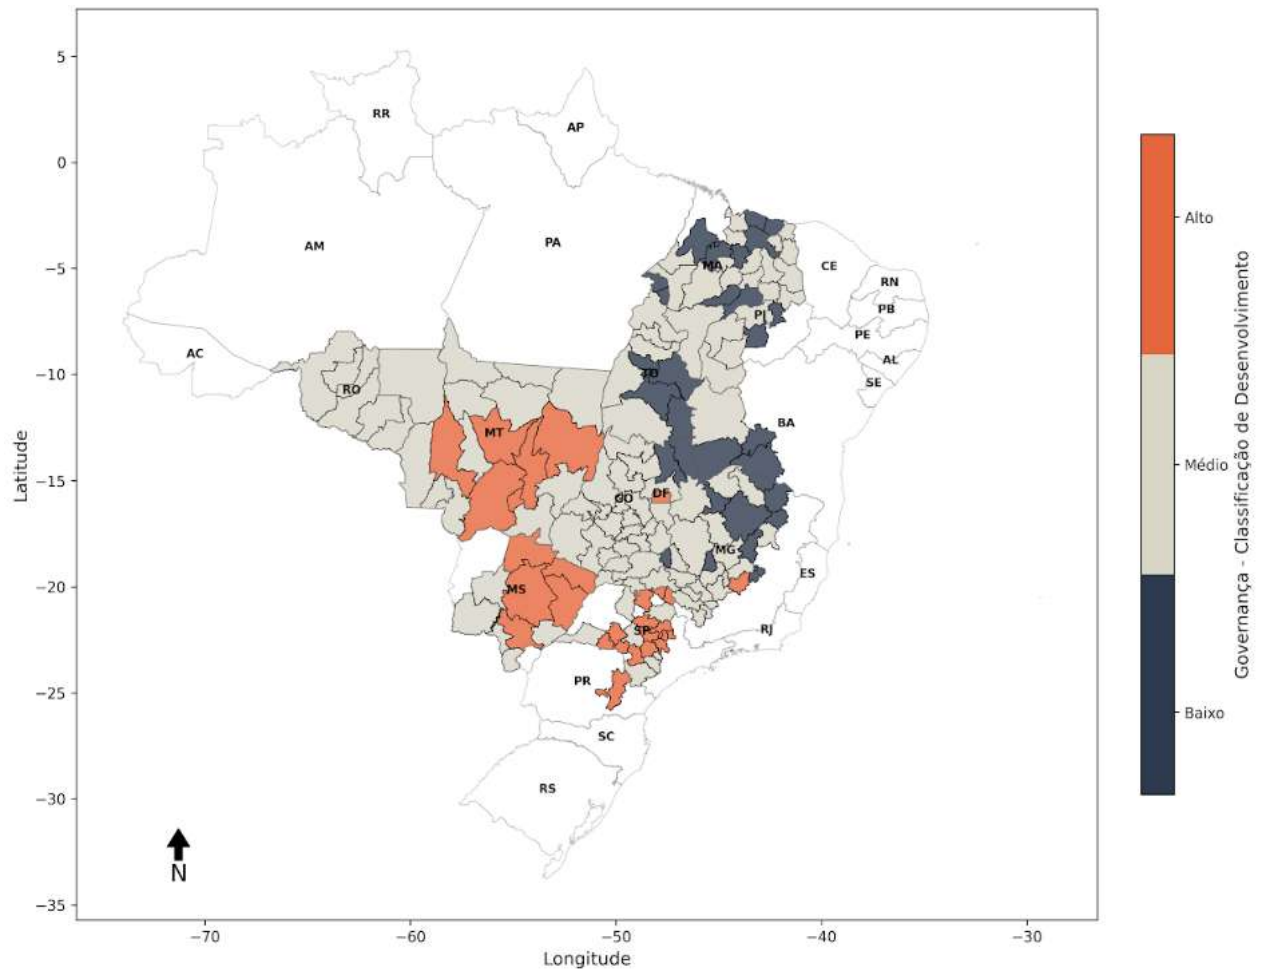 5
0
−5
−10
−15
−20
−25
−30
−35
Latitude
−70
−60
−50
−40
−30
Longitude
RR
AP
AM
PA
MA
CE
RN
PB
PI
PE
AL
SE
AC
RO
TO
BA
MT
DF
GO
MG
ES
MS
SP
RJ
PR
SC
RS
N
Alto
Médio
Baixo
Governança - Classificação de Desenvolvimento